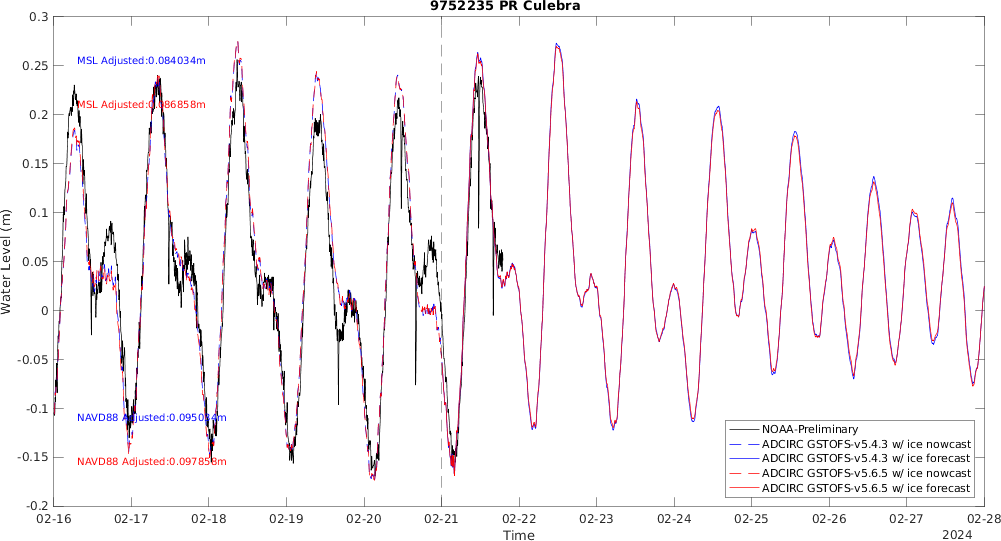 9752235 PR Culebra
0.3
0.25
0.2
0.15
0.1
0.05
0
-0.05
-0.1
-0.15
-0.2
Water Level (m)
MSL Adjusted:0.084034m
MSL Adjusted:0.086858m
NAVD88 Adjusted:0.095034m
NAVD88 Adjusted:0.097858m
NOAA-Preliminary
ADCIRC GSTOFS-v5.4.3 w/ ice nowcast
ADCIRC GSTOFS-v5.4.3 w/ ice forecast
ADCIRC GSTOFS-v5.6.5 w/ ice nowcast
ADCIRC GSTOFS-v5.6.5 w/ ice forecast
02-16 02-17 02-18 02-19 02-20 02-21 02-22 02-23 02-24 02-25 02-26 02-27 02-28
Time
2024